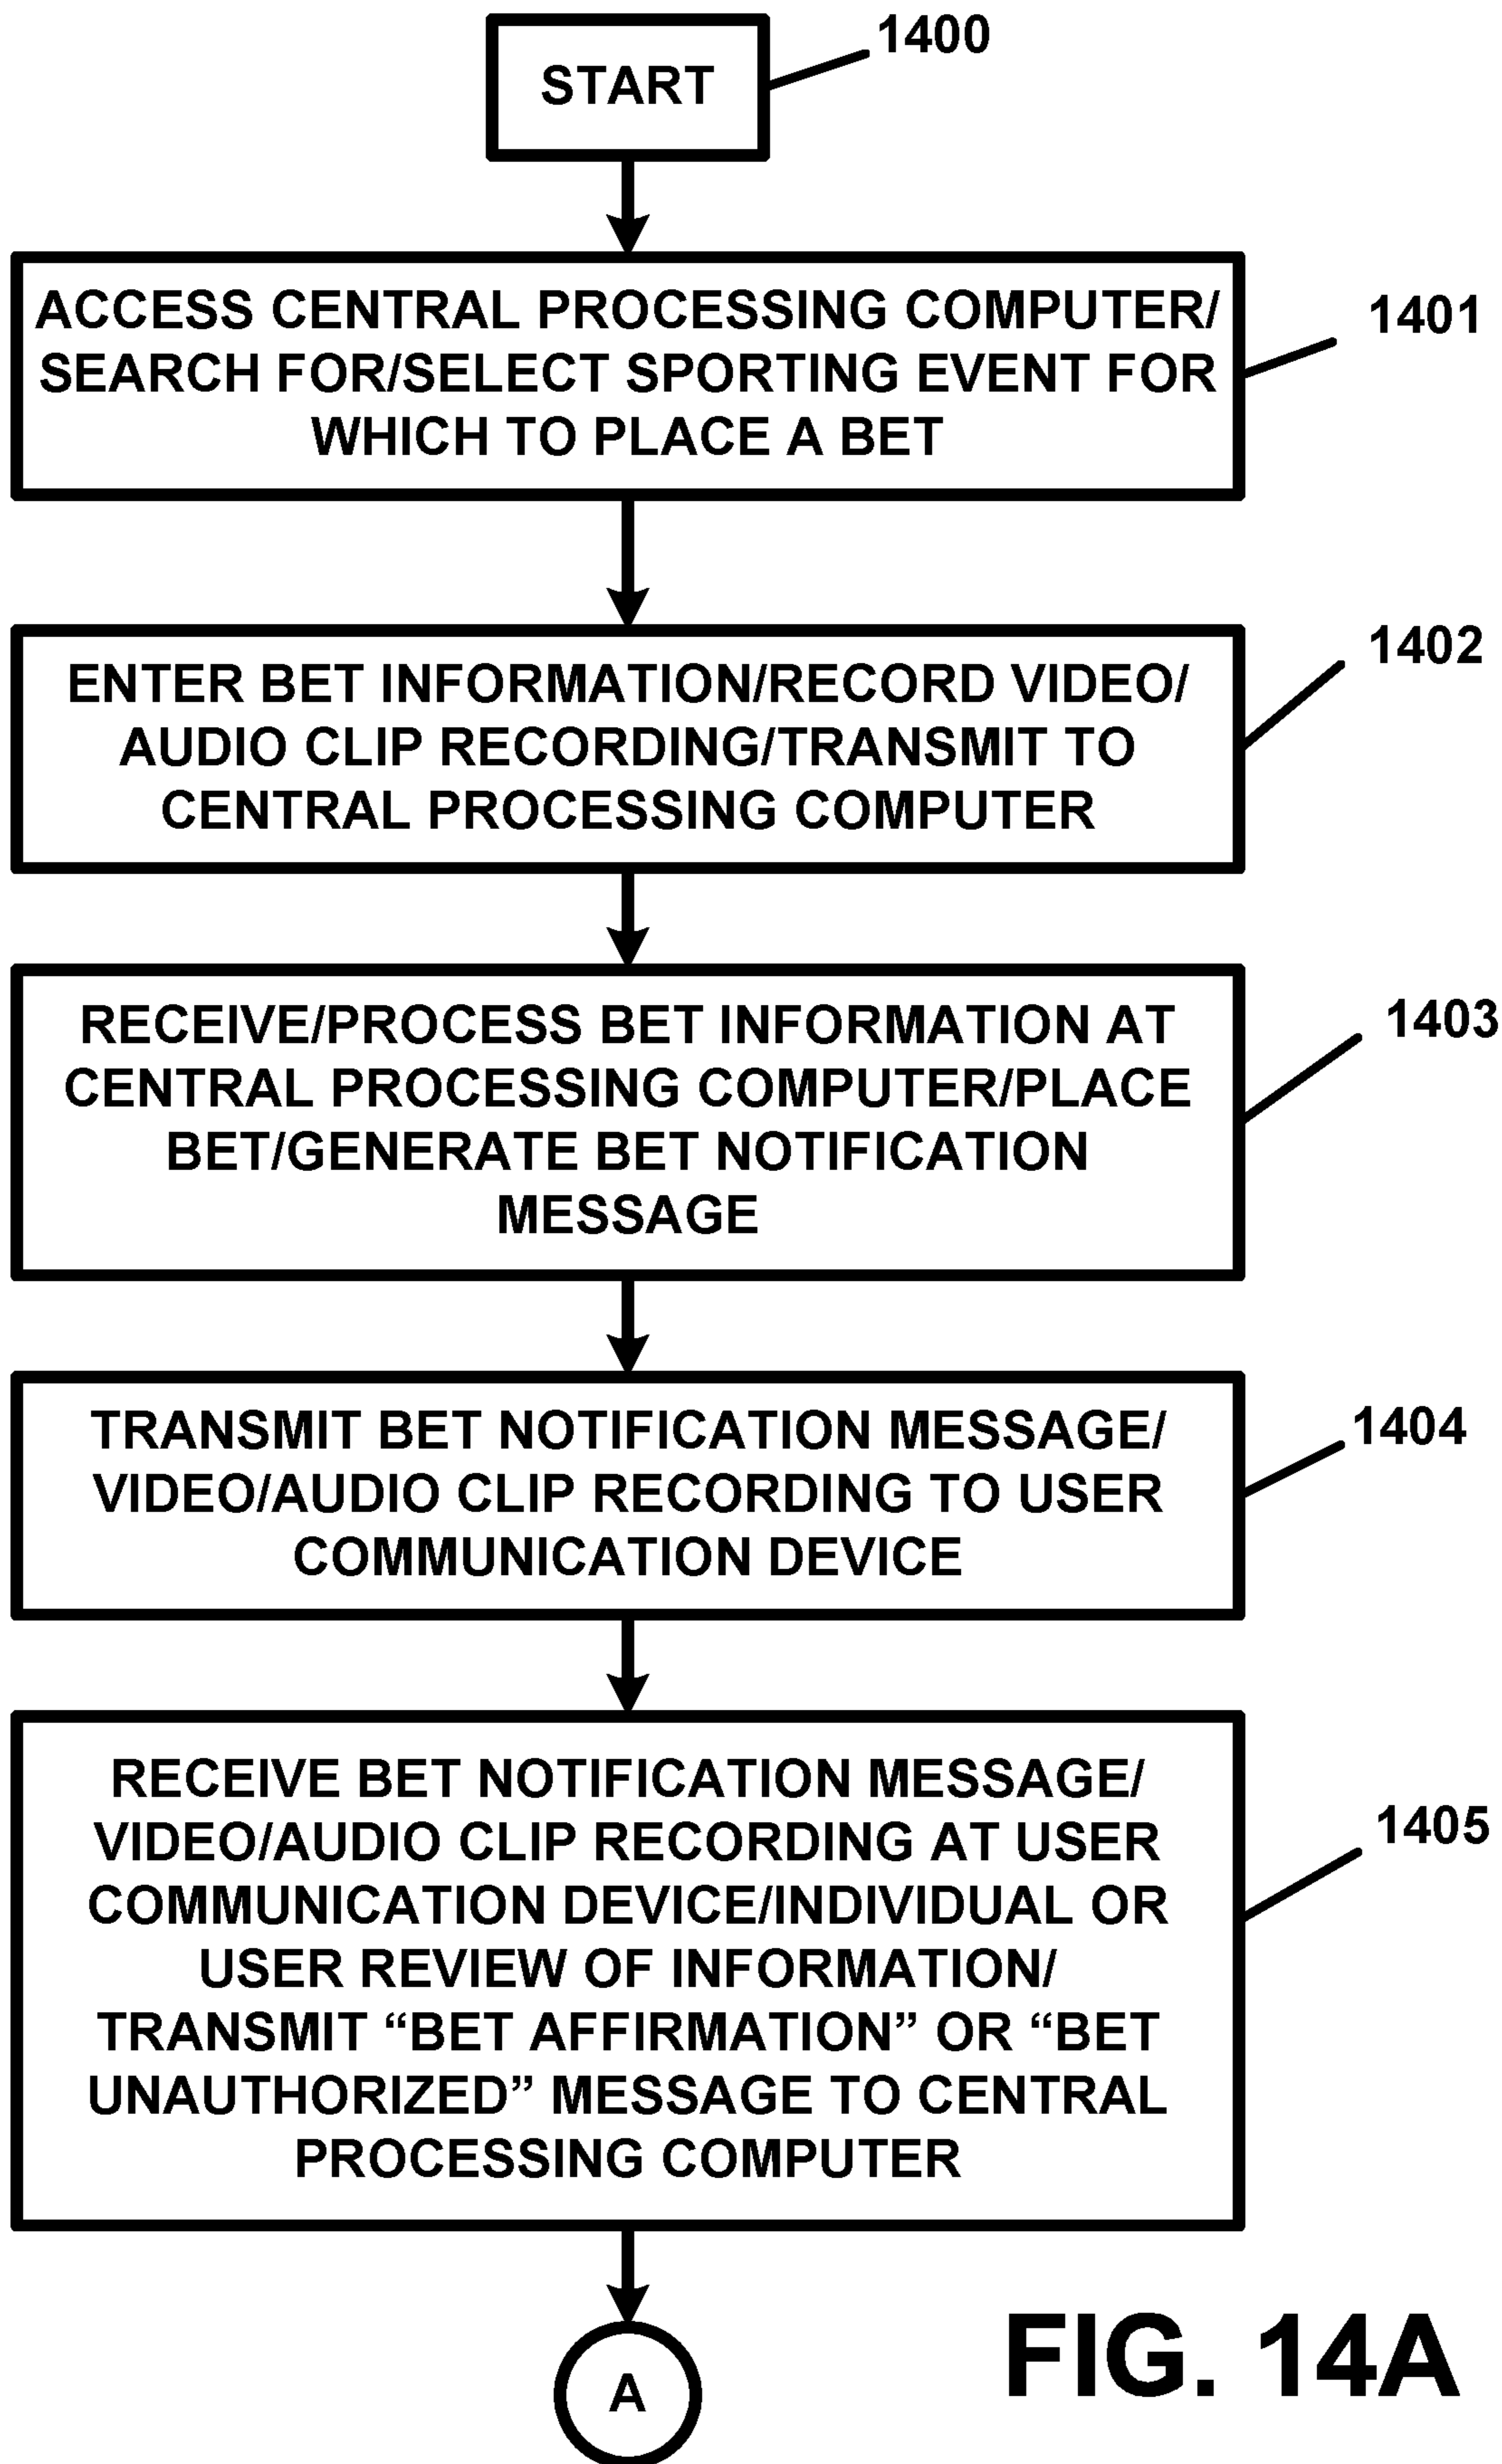 START
1400
ACCESS CENTRAL PROCESSING COMPUTER/
SEARCH FOR/SELECT SPORTING EVENT FOR
WHICH TO PLACE A BET
1401
ENTER BET INFORMATION/RECORD VIDEO/
AUDIO CLIP RECORDING/TRANSMIT TO
CENTRAL PROCESSING COMPUTER
1402
RECEIVE/PROCESS BET INFORMATION AT
CENTRAL PROCESSING COMPUTER/PLACE
BET/GENERATE BET NOTIFICATION
MESSAGE
1403
TRANSMIT BET NOTIFICATION MESSAGE/
VIDEO/AUDIO CLIP RECORDING TO USER
COMMUNICATION DEVICE
1404
RECEIVE BET NOTIFICATION MESSAGE/
VIDEO/AUDIO CLIP RECORDING AT USER
COMMUNICATION DEVICE/INDIVIDUAL OR
USER REVIEW OF INFORMATION/
TRANSMIT “BET AFFIRMATION” OR “BET
UNAUTHORIZED” MESSAGE TO CENTRAL
PROCESSING COMPUTER
1405
A
FIG. 14A